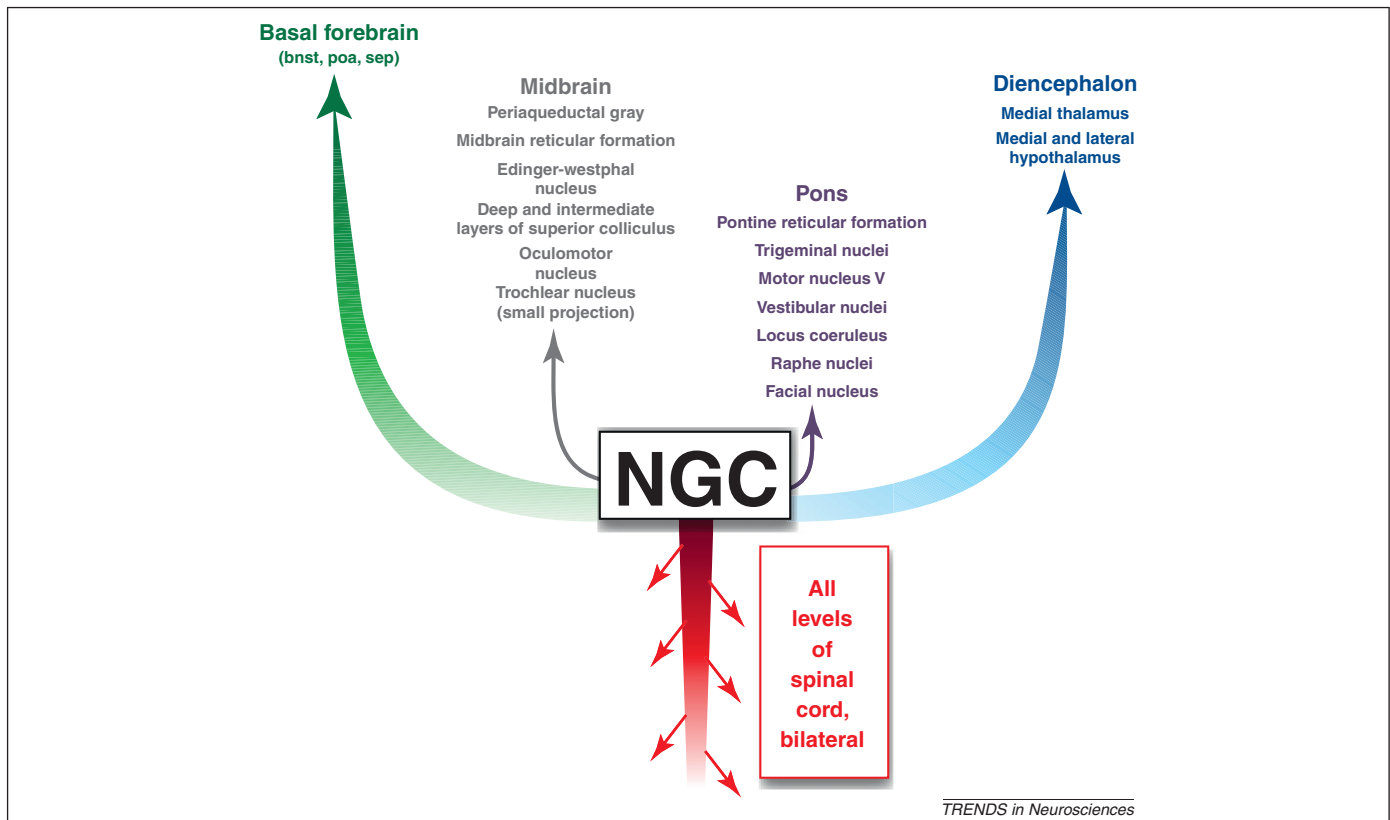 Basal forebrain
(bnst, poa, sep)
Midbrain
Periaqueductal gray
Midbrain reticular formation
Edinger-westphal
nucleus
Deep and intermediate
layers of superior colliculus
Oculomotor
nucleus
Trochlear nucleus
(small projection)
Pons
Pontine reticular formation
Trigeminal nuclei
Motor nucleus V
Vestibular nuclei
Locus coeruleus
Raphe nuclei
Facial nucleus
Diencephalon
Medial thalamus
Medial and lateral
hypothalamus
NGC
All
levels
of
spinal
cord,
bilateral
TRENDS in Neurosciences